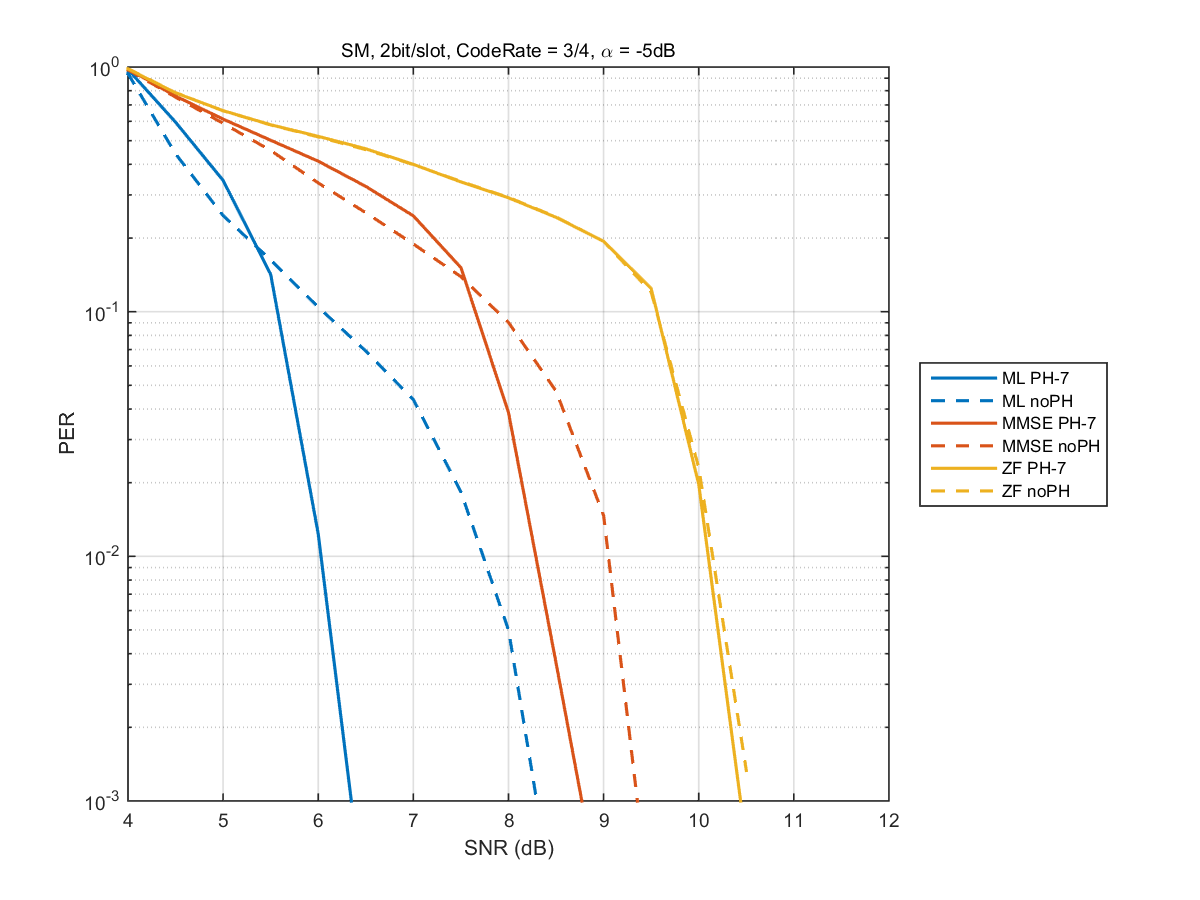 SM, 2bit/slot, CodeRate = 3/4, α = -5dB
10^0
10^-1
10^-2
10^-3
PER
4 5 6 7 8 9 10 11 12
SNR (dB)
ML PH-7
ML noPH
MMSE PH-7
MMSE noPH
ZF PH-7
ZF noPH